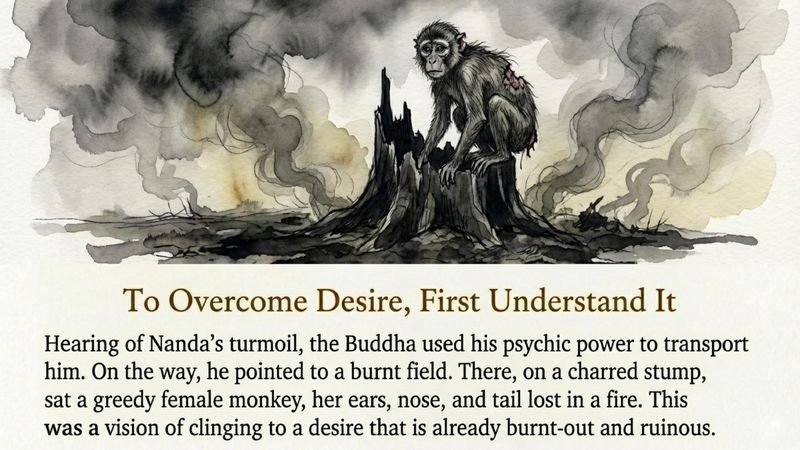 To Overcome Desire, First Understand It
Hearing of Nanda’s turmoil, the Buddha used his psychic power to transport
him. On the way, he pointed to a burnt field. There, on a charred stump,
sat a greedy female monkey, her ears, nose, and tail lost in a fire. This
was a vision of clinging to a desire that is already burnt-out and ruinous.